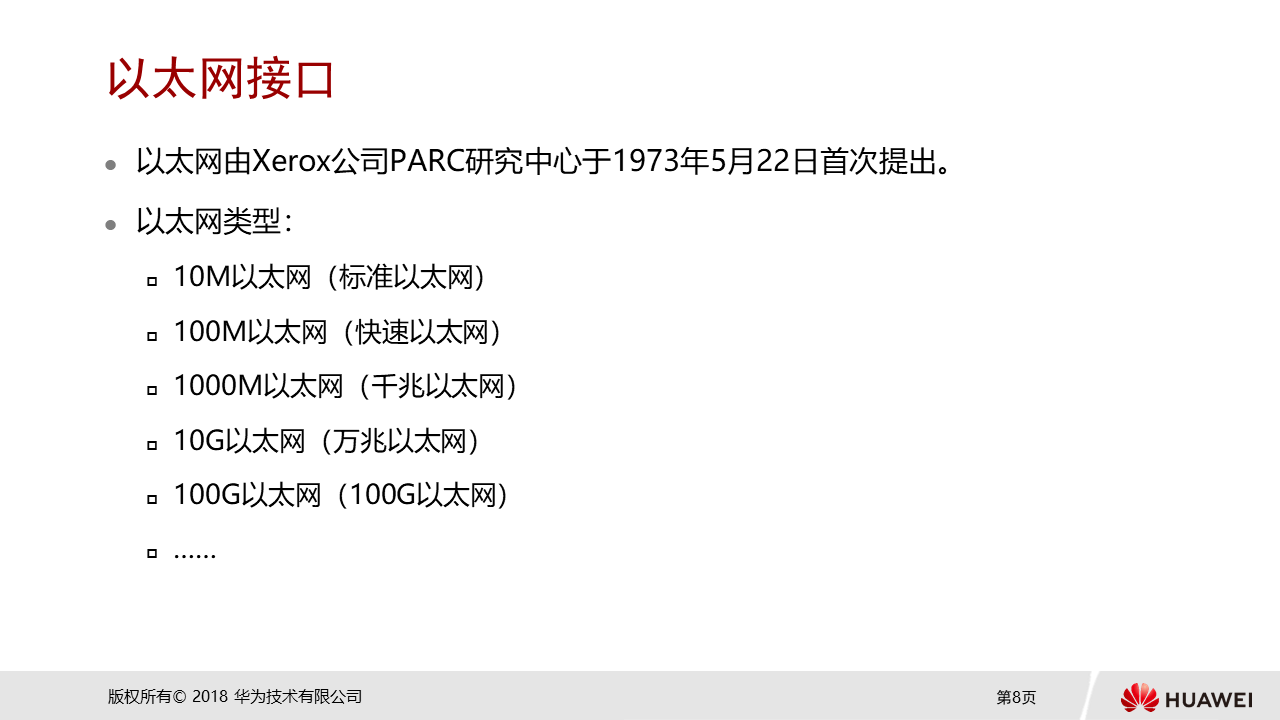 以太网接口
以太网由Xerox公司PARC研究中心于1973年5月22日首次提出。
以太网类型：
10M以太网（标准以太网）
100M以太网（快速以太网）
1000M以太网（千兆以太网）
10G以太网（万兆以太网）
100G以太网（100G以太网）
……
版权所有© 2018 华为技术有限公司
第8页
HUAWEI